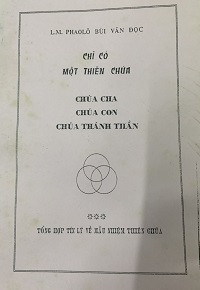 L.M. PHAOLÔ BÙI VĂN ĐỌC
CHỈ CÓ
MỘT THIÊN CHÚA
CHÚA CHA
CHÚA CON
CHÚA THÁNH THẦN
TỔNG HỢP TÍN LÝ VỀ MẦU NHIỆM THIÊN CHÚA